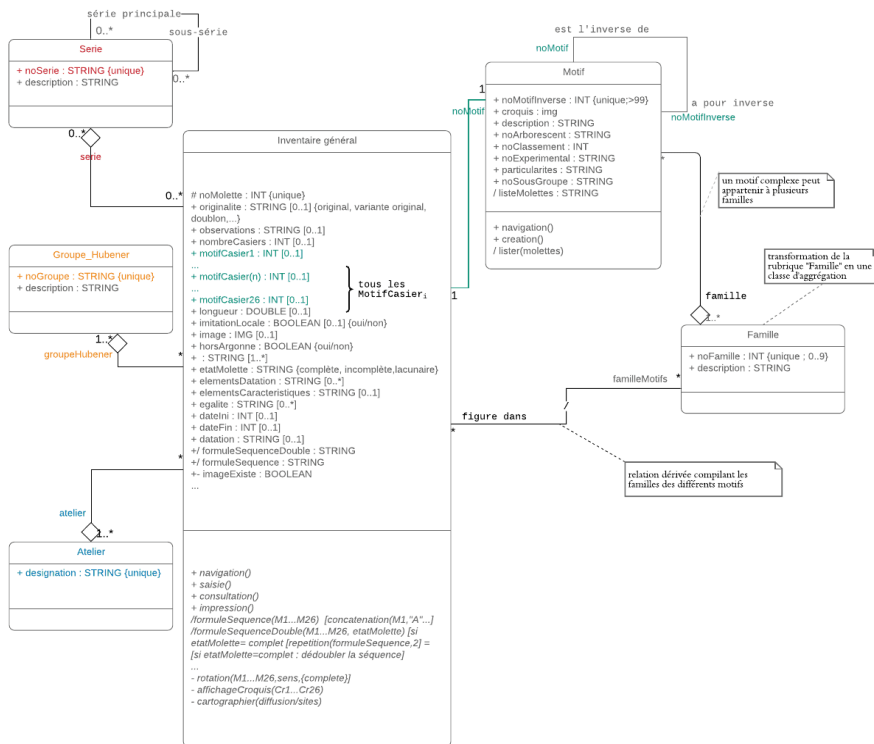 série principale
0..*
sous-série
Serie
+ noSerie : STRING {unique}
+ description : STRING
0..*
0..*
serie
0..*
Groupe_Hubener
+ noGroupe : STRING {unique}
+ description : STRING
1..*
groupeHubener
*
atelier
*
1..*
Atelier
+ designation : STRING {unique}
Inventaire général
# noMolette : INT {unique}
+ originalite : STRING [0..1] {original, variante original,
doublon,...}
+ observations : STRING [0..1]
+ nombreCasiers : INT [0..1]
+ motifCasier1 : INT [0..1]
...
+ motifCasier(n) : INT [0..1]
...
+ motifCasier26 : INT [0..1]
+ longueur : DOUBLE [0..1]
+ imitationLocale : BOOLEAN [0..1] {oui/non}
+ image : IMG [0..1]
+ horsArgonne : BOOLEAN {oui/non}
+ : STRING [1..*]
+ etatMolette : STRING {complète, incomplète,lacunaire}
+ elementsDatation : STRING [0..*]
+ elementsCaracteristiques : STRING [0..1]
+ egalite : STRING [0..*]
+ dateIni : INT [0..1]
+ dateFin : INT [0..1]
+ datation : STRING [0..1]
+/ formuleSequenceDouble : STRING
+/ formuleSequence : STRING
+- imageExiste : BOOLEAN
...
tous les
MotifCasieri
+ navigation()
+ saisie()
+ consultation()
+ impression()
/formuleSequence(M1...M26) [concatenation(M1,"A"...]
/formuleSequenceDouble(M1...M26, etatMolette) [si
etatMolette= complet [repetition(formuleSequence,2] =
[si etatMolette=complet : dédoubler la séquence]
...
- rotation(M1...M26,sens,{complete}]
- affichageCroquis(Cr1...Cr26)
- cartographier(diffusion/sites)
est l'inverse de
noMotif
1
noMotif
Motif
+ noMotifInverse : INT {unique;>99}
+ croquis : img
+ description : STRING
+ noArborescent : STRING
+ noClassement : INT
+ noExperimental : STRING
+ particularites : STRING
+ noSousGroupe : STRING
/ listeMolettes : STRING
+ navigation()
+ creation()
/ lister(molettes)
a pour inverse
noMotifInverse
*
1
un motif complexe peut
appartenir à plusieurs
familles
transformation de la
rubrique "Famille" en une
classe d'aggrégation
famille
1..*
Famille
+ noFamille : INT {unique ; 0..9}
+ description : STRING
familleMotifs
*
/
figure dans
*
relation dérivée compilant les
familles des différents motifs